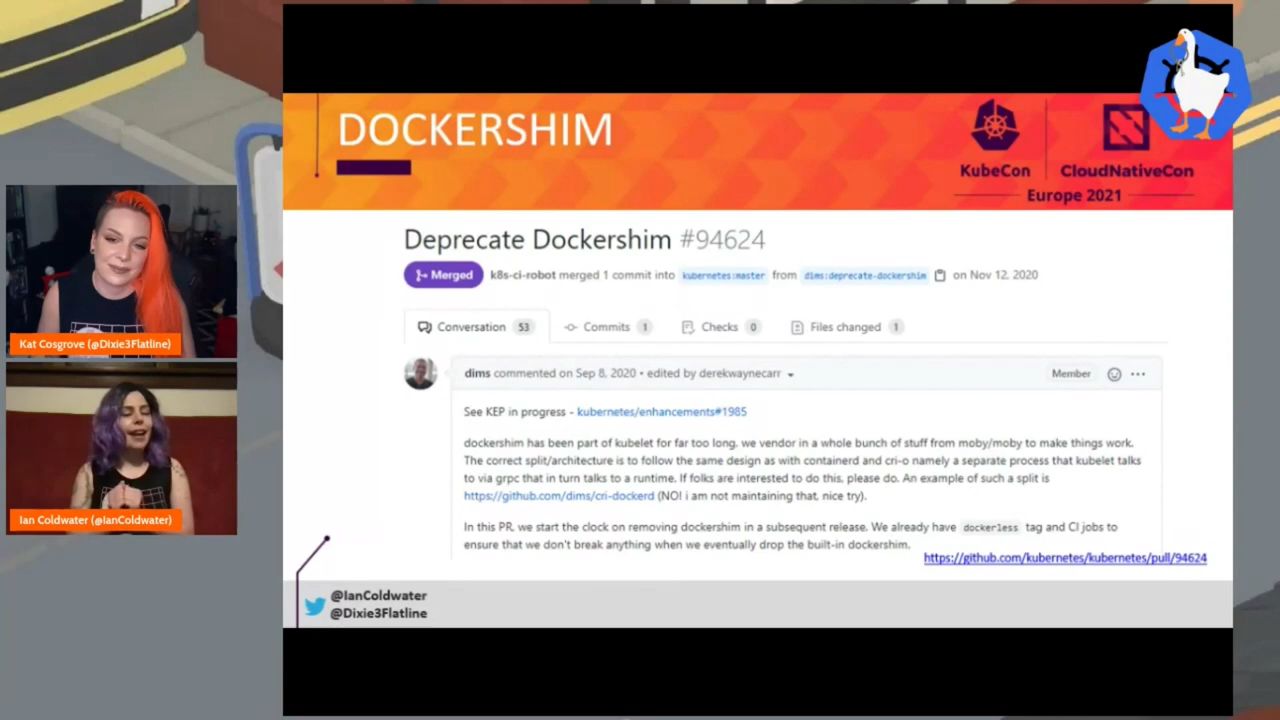 DOCKERSHIM
KubeCon
CloudNativeCon
Europe 2021
Deprecate Dockershim #94624
Merged k8s-ci-robot merged 1 commit into kubernetes:master from dims:deprecate-dockershim on Nov 12, 2020
Conversation 53 Commits 1 Checks 0 Files changed 1
dims commented on Sep 8, 2020 • edited by derekwaynecarr Member
See KEP in progress - kubernetes/enhancements#1985
dockershim has been part of kubelet for far too long. we vendor in a whole bunch of stuff from moby/moby to make things work.
The correct split/architecture is to follow the same design as with containerd and cri-o namely a separate process that kubelet talks
to via grpc that in turn talks to a runtime. If folks are interested to do this, please do. An example of such a split is
https://github.com/dims/cri-dockerd (NO! i am not maintaining that, nice try).
In this PR, we start the clock on removing dockershim in a subsequent release. We already have dockerless tag and CI jobs to
ensure that we don't break anything when we eventually drop the built-in dockershim.
https://github.com/kubernetes/kubernetes/pull/94624
@IanColdwater
@Dixie3Flatline
Kat Cosgrove (@Dixie3Flatline)
Ian Coldwater (@IanColdwater)